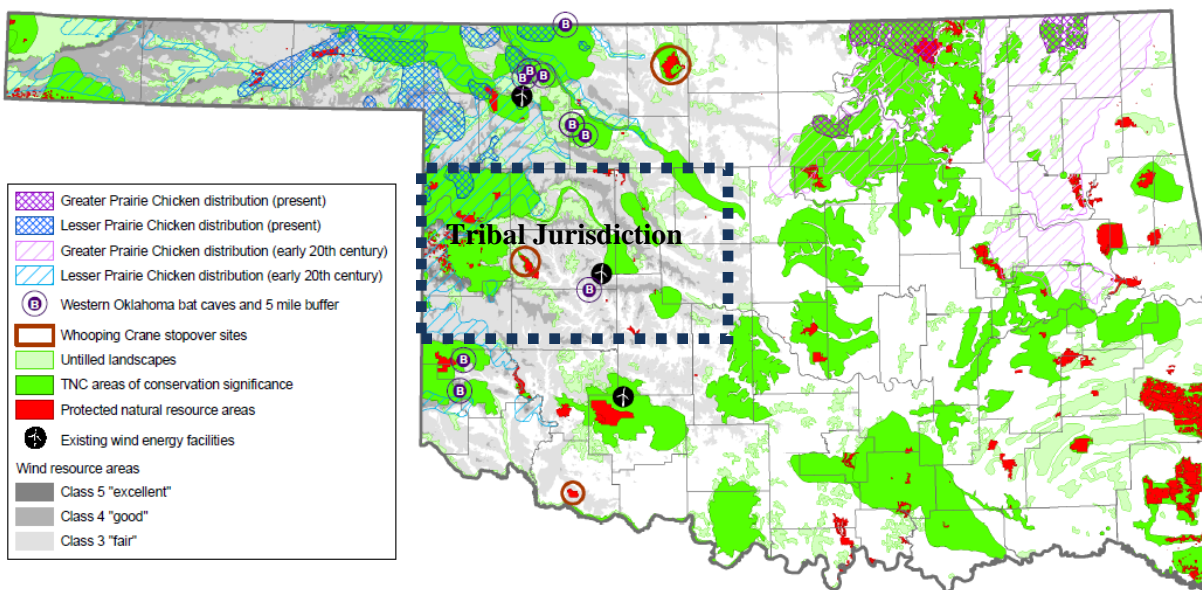 B
B
B
B
B
B
Tribal Jurisdiction
B
B
B
Greater Prairie Chicken distribution (present)
Lesser Prairie Chicken distribution (present)
Greater Prairie Chicken distribution (early 20th century)
Lesser Prairie Chicken distribution (early 20th century)
B Western Oklahoma bat caves and 5 mile buffer
Whooping Crane stopover sites
Untilled landscapes
TNC areas of conservation significance
Protected natural resource areas
Existing wind energy facilities
Wind resource areas
Class 5 "excellent"
Class 4 "good"
Class 3 "fair"